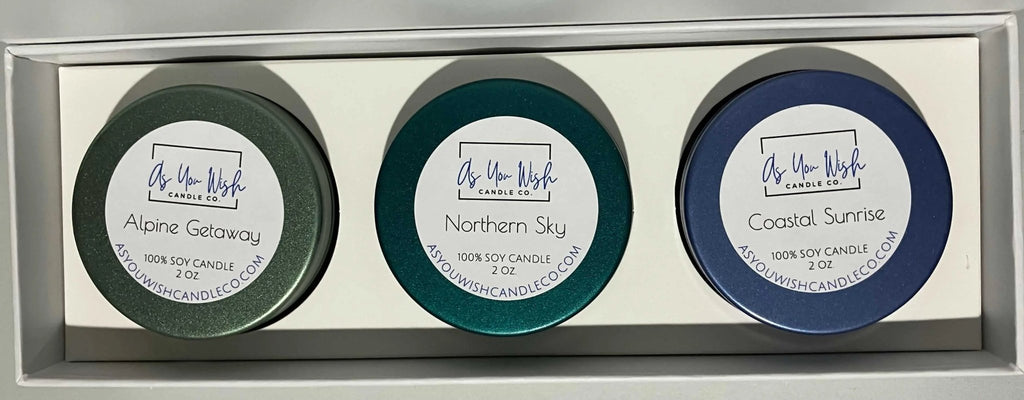 As You Wish
CANDLE CO.
Alpine Getaway
100% SOY CANDLE
2 OZ.
ASYOUWISHCANDLECO.COM
As You Wish
CANDLE CO.
Northern Sky
100% SOY CANDLE
2 OZ.
ASYOUWISHCANDLECO.COM
As You Wish
CANDLE CO.
Coastal Sunrise
100% SOY CANDLE
2 OZ.
ASYOUWISHCANDLECO.COM